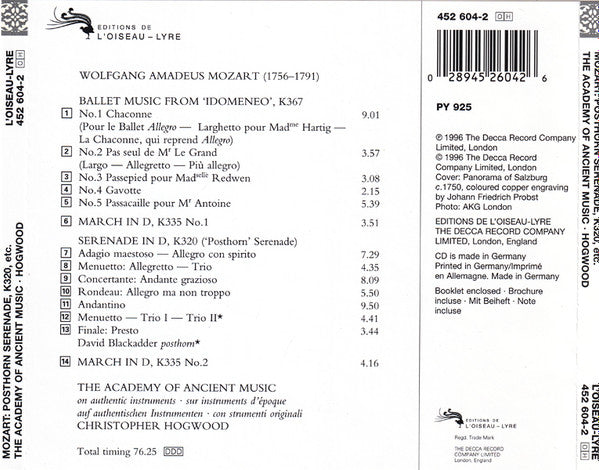 EDITIONS DE
L'OISEAU-LYRE
WOLFGANG AMADEUS MOZART (1756–1791)
BALLET MUSIC FROM 'IDOMENEO', K367
1 No.1 Chaconne 9.01
(Pour le Ballet Allegro — Larghetto pour Madme Hartig —
La Chaconne, qui reprend Allegro)
2 No.2 Pas seul de Mr Le Grand 3.57
(Largo — Allegretto — Più allegro)
3 No.3 Passepied pour Madselle Redwen 3.08
4 No.4 Gavotte 2.15
5 No.5 Passacaille pour Mr Antoine 5.39
6 MARCH IN D, K335 No.1 3.51
SERENADE IN D, K320 ('Posthorn' Serenade)
7 Adagio maestoso — Allegro con spirito 7.29
8 Menuetto: Allegretto — Trio 4.35
9 Concertante: Andante grazioso 8.09
10 Rondeau: Allegro ma non troppo 5.50
11 Andantino 9.50
12 Menuetto — Trio I — Trio II* 4.41
13 Finale: Presto 3.44
David Blackadder posthorn*
14 MARCH IN D, K335 No.2 4.16
THE ACADEMY OF ANCIENT MUSIC
on authentic instruments · sur instruments d'époque
auf authentischen Instrumenten · con strumenti originali
CHRISTOPHER HOGWOOD
Total timing 76.25 DDD
452 604-2 OH
0 28945 26042 6
PY 925
℗ 1996 The Decca Record Company
Limited, London
© 1996 The Decca Record
Company Limited, London
Cover: Panorama of Salzburg
c.1750, coloured copper engraving
by Johann Friedrich Probst
Photo: AKG London
EDITIONS DE L'OISEAU-LYRE
THE DECCA RECORD COMPANY
LIMITED, London, England
CD is made in Germany
Printed in Germany/Imprimé
en Allemagne. Made in Germany
Booklet enclosed · Brochure
incluse · Mit Beiheft · Note
incluse
EDITIONS DE
L'OISEAU-LYRE
Regd. Trade Mark
THE DECCA RECORD
COMPANY LIMITED
London, England
L'OISEAU-LYRE
452 604-2 OH
MOZART: POSTHORN SERENADE, K320, etc.
THE ACADEMY OF ANCIENT MUSIC · HOGWOOD
MOZART: POSTHORN SERENADE, K320, etc.
THE ACADEMY OF ANCIENT MUSIC · HOGWOOD
L'OISEAU-LYRE
452 604-2 OH